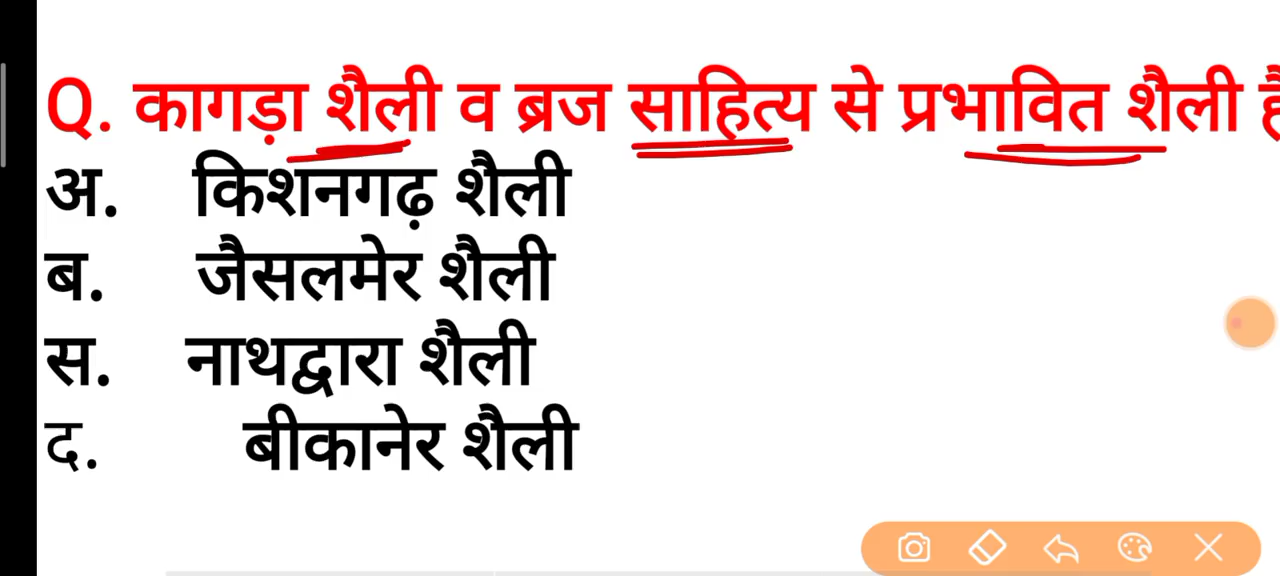 Q. कागड़ा शैली व ब्रज साहित्य से प्रभावित शैली है
अ. किशनगढ़ शैली
ब. जैसलमेर शैली
स. नाथद्वारा शैली
द. बीकानेर शैली